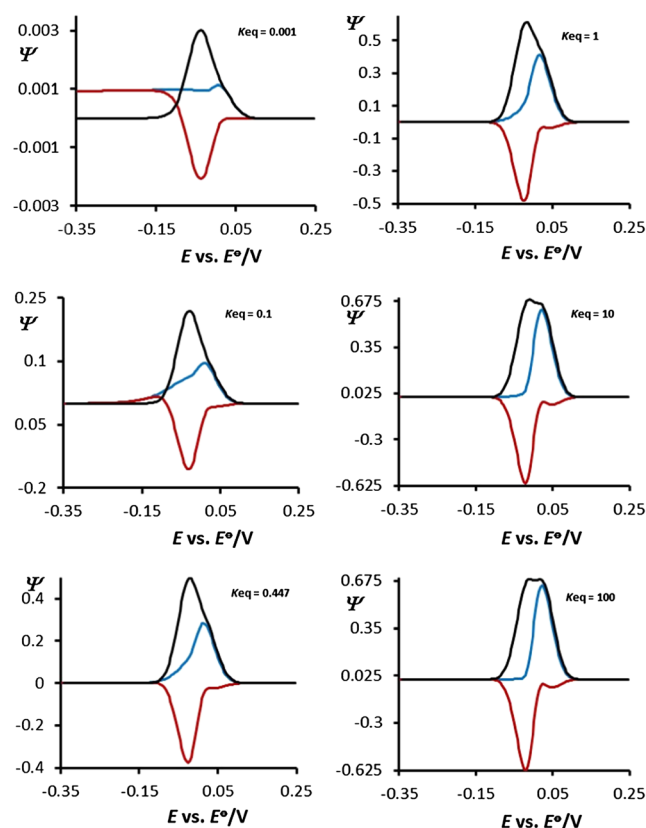 0.003
Ψ
Keq = 0.001
0.001
-0.001
-0.003
-0.35 -0.15 0.05 0.25
E vs. E°/V
Ψ
0.5
Keq = 1
0.3
0.1
-0.1
-0.3
-0.5
-0.35 -0.15 0.05 0.25
E vs. E°/V
0.25
Ψ
Keq = 0.1
0.1
0.05
-0.2
-0.35 -0.15 0.05 0.25
E vs. E°/V
0.675
Ψ
Keq = 10
0.35
0.025
-0.3
-0.625
-0.35 -0.15 0.05 0.25
E vs. E°/V
Ψ
0.4
Keq = 0.447
0.2
0
-0.2
-0.4
-0.35 -0.15 0.05 0.25
E vs. E°/V
0.675
Ψ
Keq = 100
0.35
0.025
-0.3
-0.625
-0.35 -0.15 0.05 0.25
E vs. E°/V